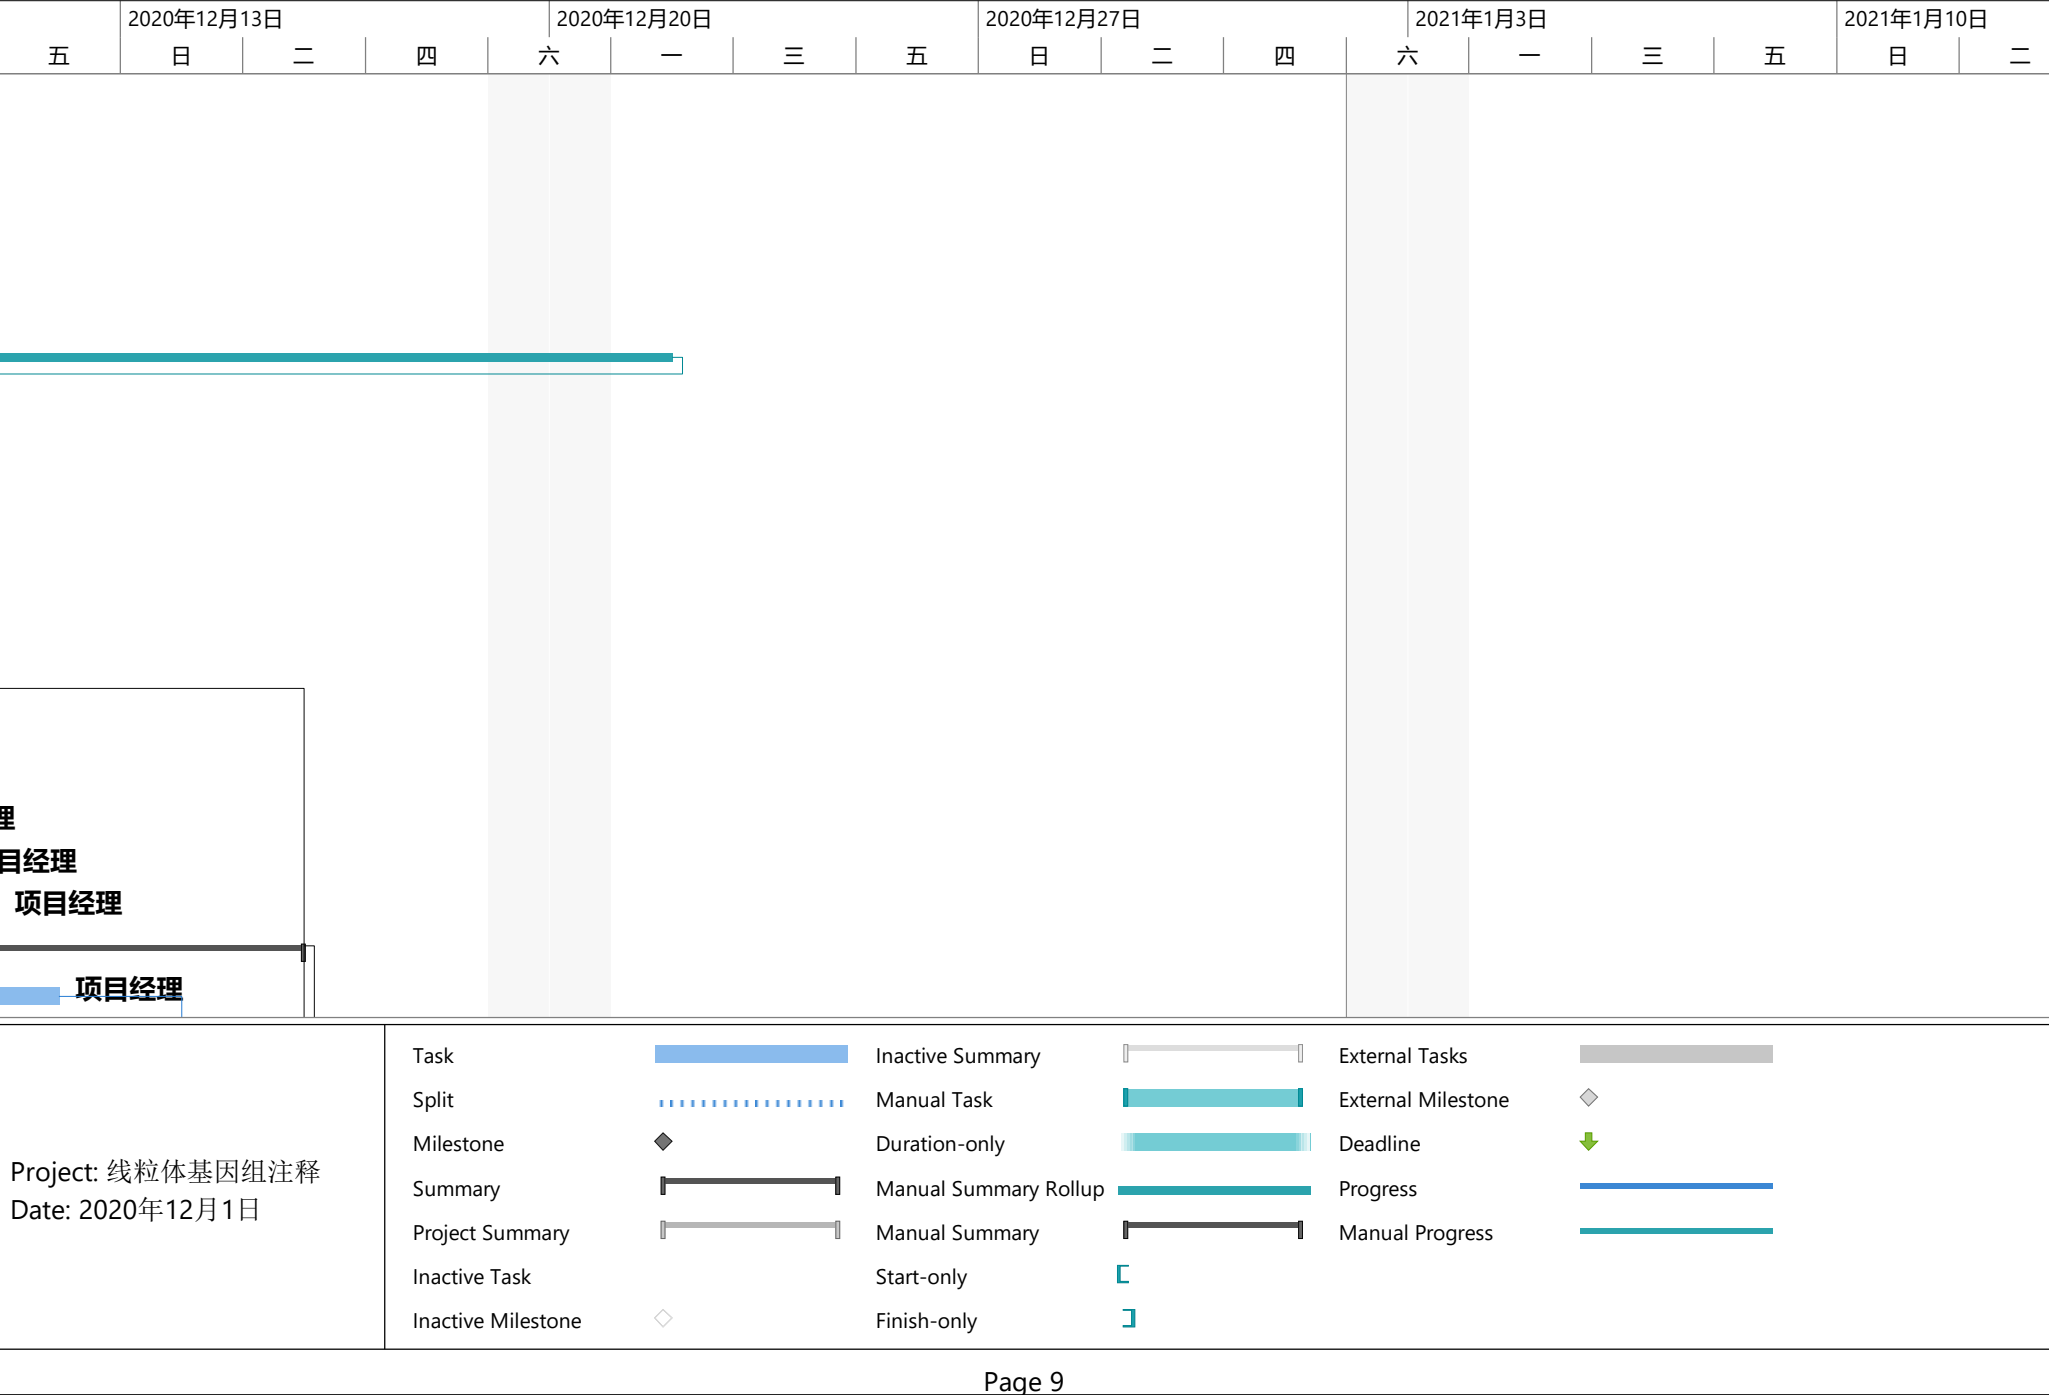 2020年12月13日 2020年12月20日 2020年12月27日 2021年1月3日 2021年1月10日
五 日 二 四 六 一 三 五 日 二 四 六 一 三 五 日 二
理
目经理
项目经理
项目经理
Task Inactive Summary External Tasks
Split Manual Task External Milestone
Milestone Duration-only Deadline
Summary Manual Summary Rollup Progress
Project Summary Manual Summary Manual Progress
Inactive Task Start-only
Inactive Milestone Finish-only
Project: 线粒体基因组注释
Date: 2020年12月1日
Page 9